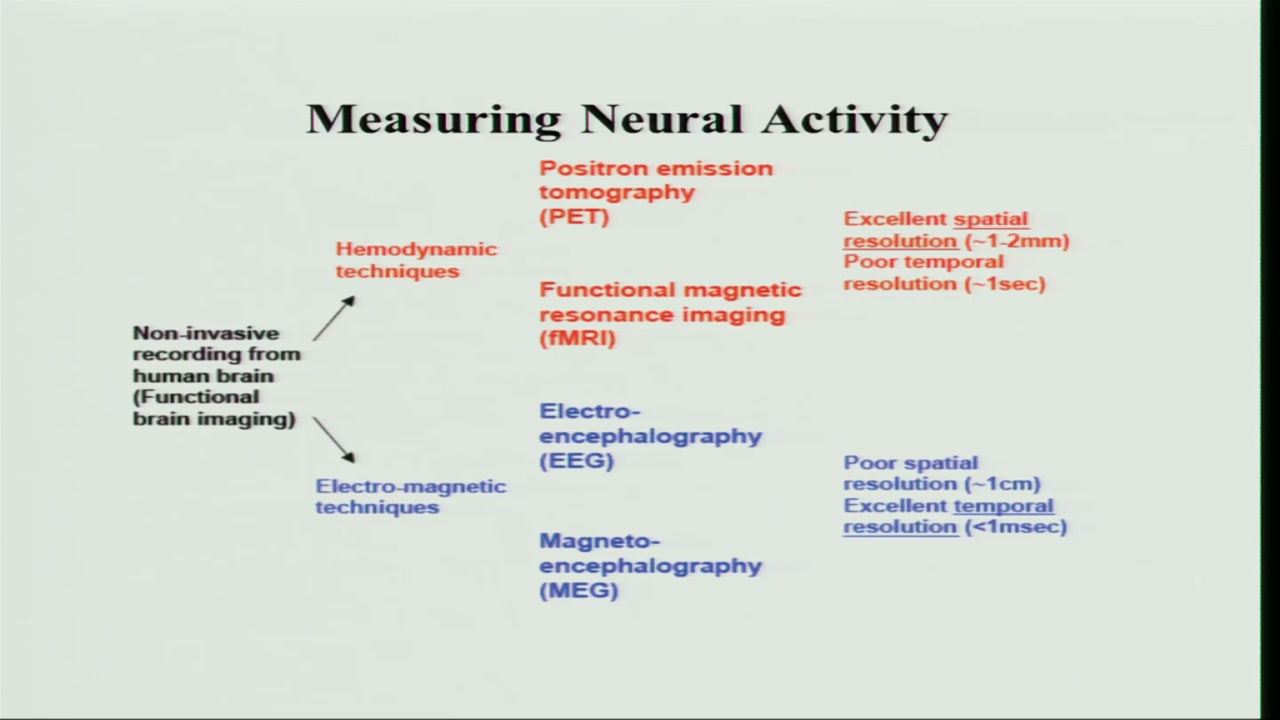 Measuring Neural Activity
Positron emission
tomography
(PET)
Excellent spatial
resolution (~1-2mm)
Poor temporal
resolution (~1sec)
Hemodynamic
techniques
Functional magnetic
resonance imaging
(fMRI)
Non-invasive
recording from
human brain
(Functional
brain imaging)
Electro-
encephalography
(EEG)
Poor spatial
resolution (~1cm)
Excellent temporal
resolution (<1msec)
Electro-magnetic
techniques
Magneto-
encephalography
(MEG)